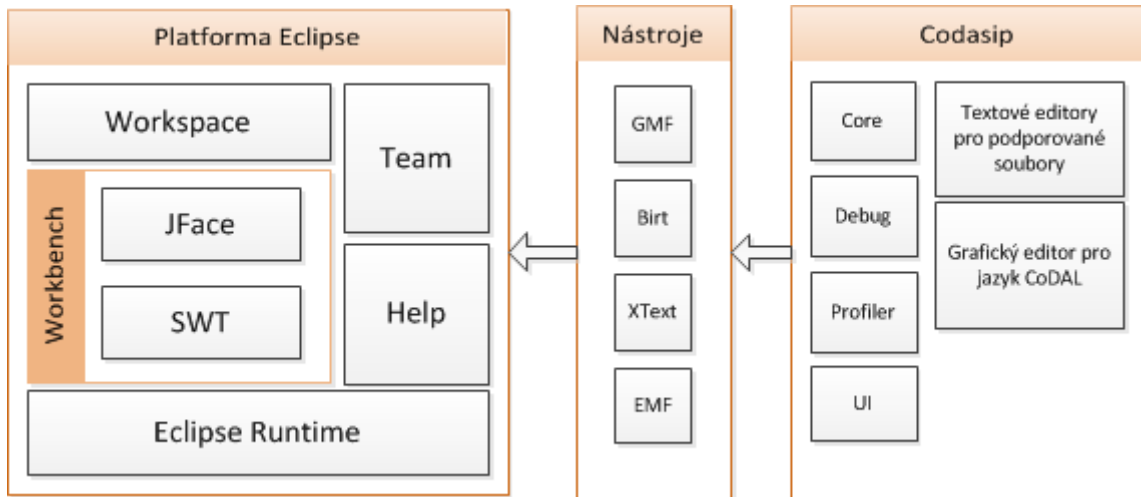 Platforma Eclipse
Workspace
Team
Workbench
JFace
SWT
Help
Eclipse Runtime
Nástroje
GMF
Birt
XText
EMF
Codasip
Core
Debug
Profiler
UI
Textové editory
pro podporované
soubory
Grafický editor pro
jazyk CoDAL